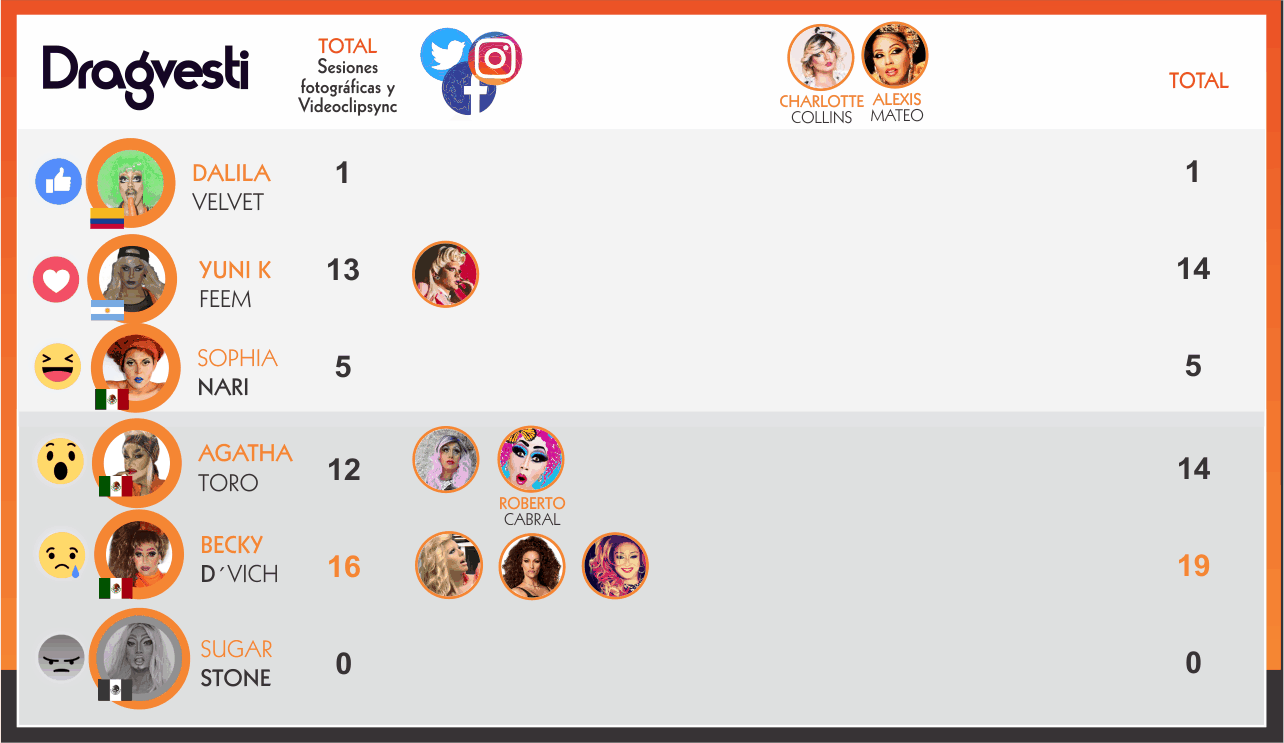 Dragvesti
TOTAL
Sesiones
fotográficas y
Videoclipsync
CHARLOTTE
COLLINS
ALEXIS
MATEO
TOTAL
DALILA
VELVET
1
1
YUNI K
FEEM
13
14
SOPHIA
NARI
5
5
AGATHA
TORO
12
ROBERTO
CABRAL
14
BECKY
D´VICH
16
19
SUGAR
STONE
0
0